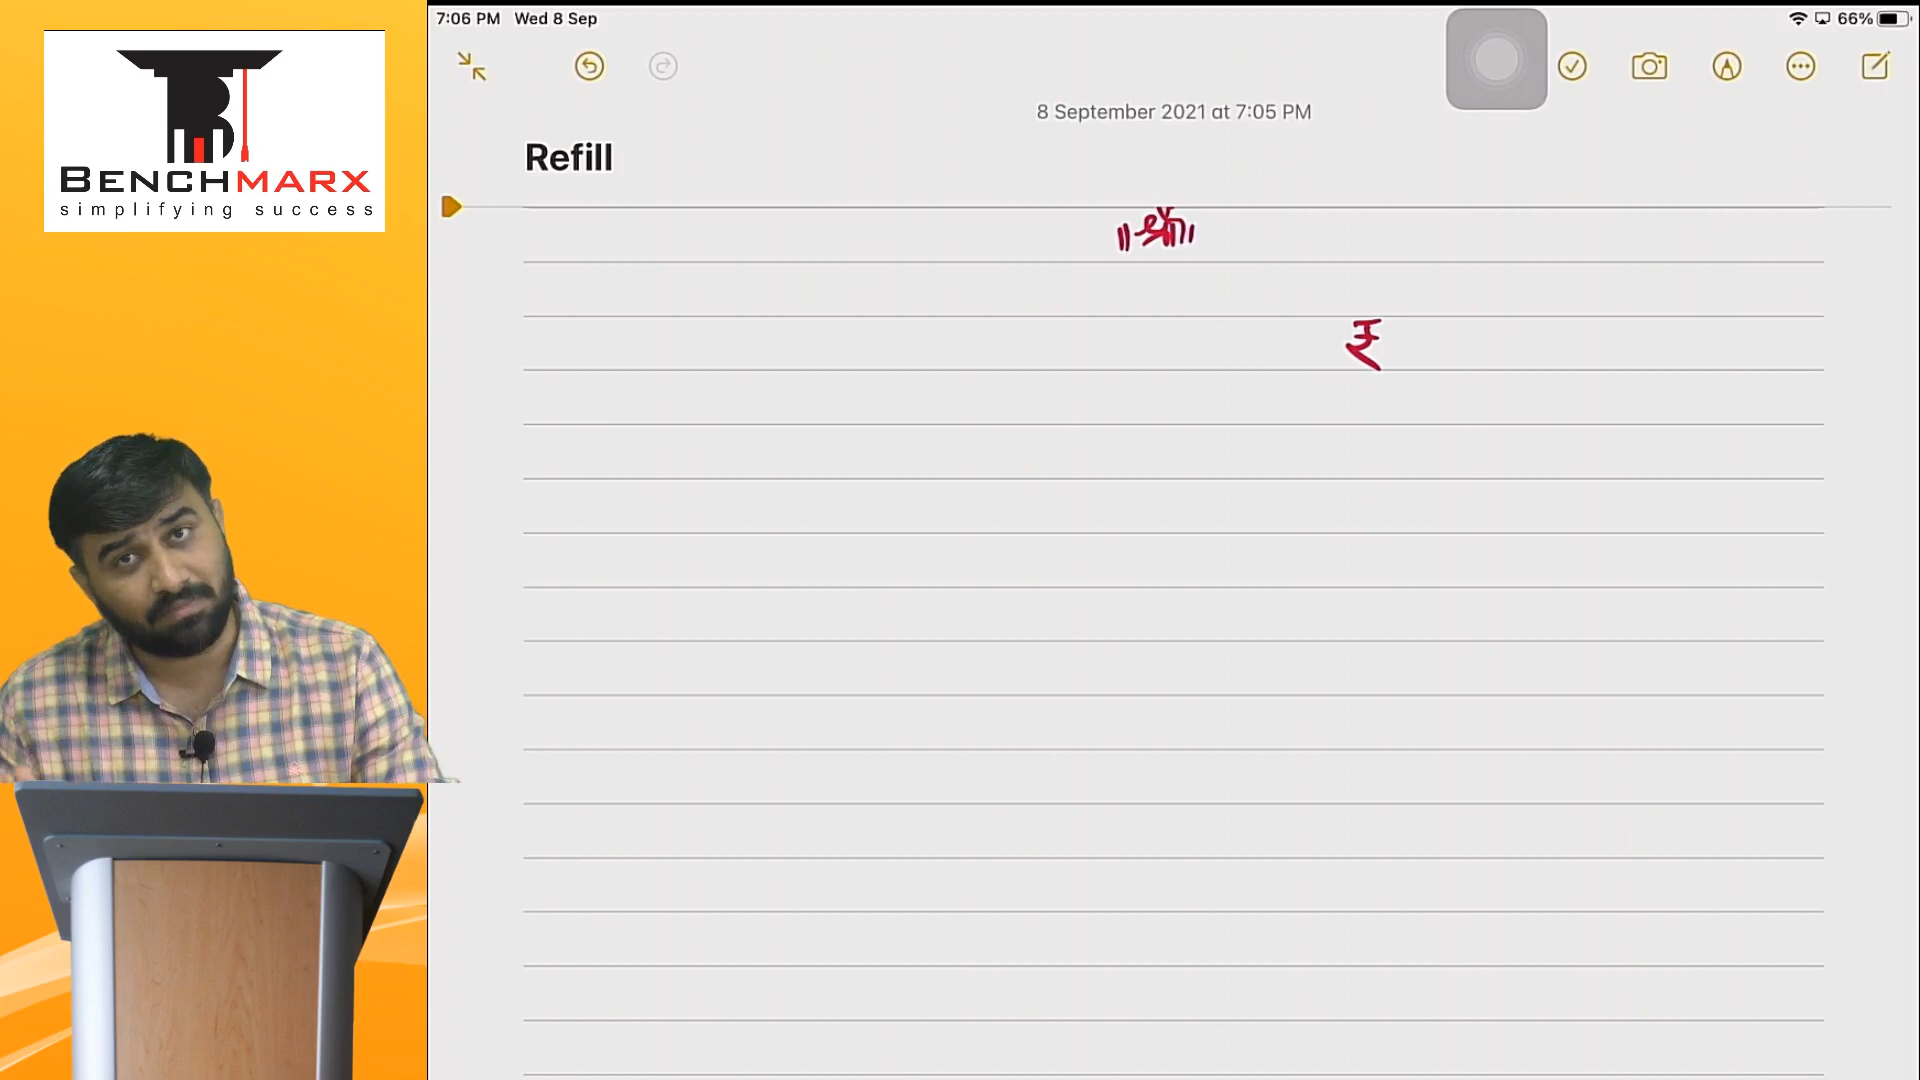 7:06 PM Wed 8 Sep 66%
BENCHMARX
simplifying success
8 September 2021 at 7:05 PM
Refill
॥श्री॥
₹